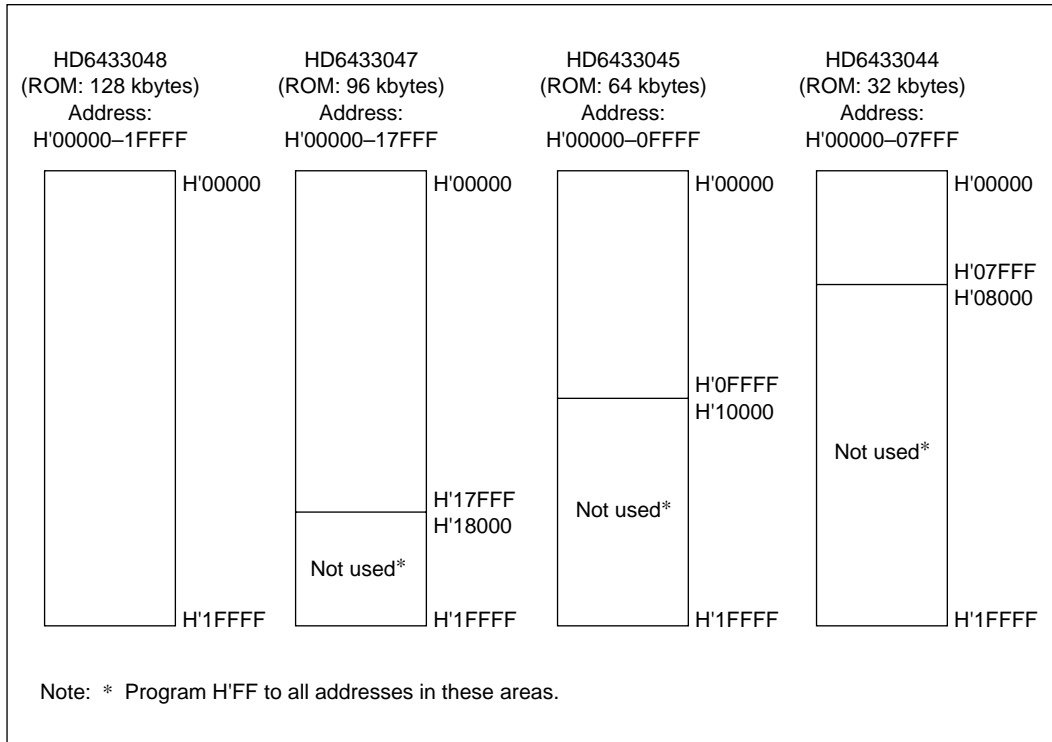 HD6433048
(ROM: 128 kbytes)
Address:
H'00000–1FFFF
H'00000
H'1FFFF
HD6433047
(ROM: 96 kbytes)
Address:
H'00000–17FFF
H'00000
H'17FFF
H'18000
Not used*
H'1FFFF
HD6433045
(ROM: 64 kbytes)
Address:
H'00000–0FFFF
H'00000
H'0FFFF
H'10000
Not used*
H'1FFFF
HD6433044
(ROM: 32 kbytes)
Address:
H'00000–07FFF
H'00000
H'07FFF
H'08000
Not used*
H'1FFFF
Note: * Program H'FF to all addresses in these areas.